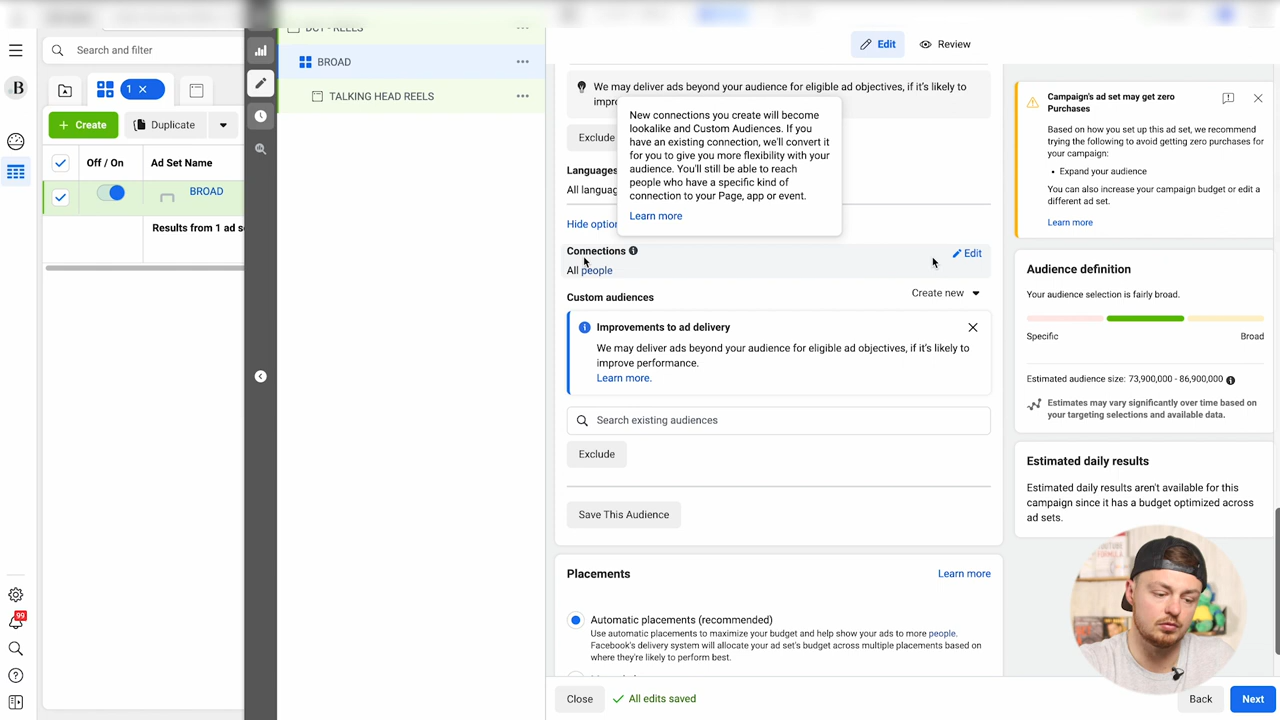 DCT - REELS
Edit
Review
Search and filter
BROAD
TALKING HEAD REELS
1
Create
Duplicate
Off / On
Ad Set Name
BROAD
Results from 1 ad s
We may deliver ads beyond your audience for eligible ad objectives, if it's likely to
impro
Exclude
Languages
All languag
Hide option
New connections you create will become
lookalike and Custom Audiences. If you
have an existing connection, we'll convert it
for you to give you more flexibility with your
audience. You'll still be able to reach
people who have a specific kind of
connection to your Page, app or event.
Learn more
Connections
Edit
All people
Custom audiences
Create new
Improvements to ad delivery
We may deliver ads beyond your audience for eligible ad objectives, if it's likely to
improve performance.
Learn more.
Search existing audiences
Exclude
Save This Audience
Placements
Learn more
Automatic placements (recommended)
Use automatic placements to maximize your budget and help show your ads to more people.
Facebook's delivery system will allocate your ad set's budget across multiple placements based on
where they're likely to perform best.
Close
All edits saved
Back
Next
Campaign's ad set may get zero
Purchases
Based on how you set up this ad set, we recommend
trying the following to avoid getting zero purchases for
your campaign:
Expand your audience
You can also increase your campaign budget or edit a
different ad set.
Learn more
Audience definition
Your audience selection is fairly broad.
Specific
Broad
Estimated audience size: 73,900,000 - 86,900,000
Estimates may vary significantly over time based on
your targeting selections and available data.
Estimated daily results
Estimated daily results aren't available for this
campaign since it has a budget optimized across
ad sets.
B
99